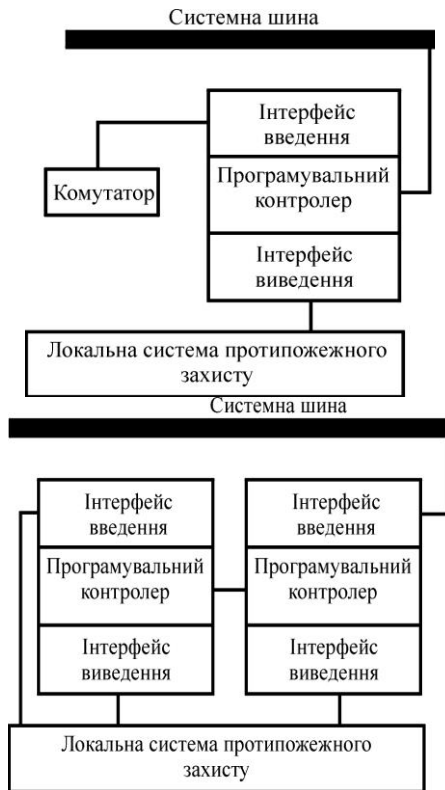 Системна шина
Інтерфейс
введення
Комутатор
Програмувальний
контролер
Інтерфейс
виведення
Локальна система протипожежного
захисту
Системна шина
Інтерфейс
введення
Програмувальний
контролер
Інтерфейс
виведення
Інтерфейс
введення
Програмувальний
контролер
Інтерфейс
виведення
Локальна система протипожежного
захисту